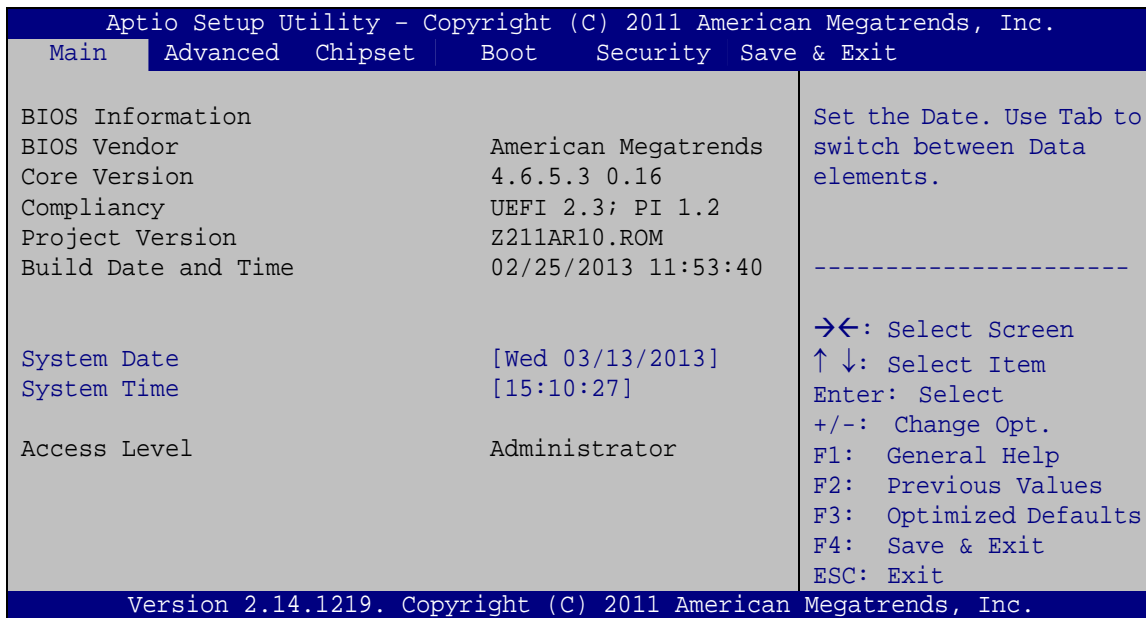 Aptio Setup Utility – Copyright (C) 2011 American Megatrends, Inc.
Main Advanced Chipset Boot Security Save & Exit
BIOS Information
BIOS Vendor American Megatrends
Core Version 4.6.5.3 0.16
Compliancy UEFI 2.3; PI 1.2
Project Version Z211AR10.ROM
Build Date and Time 02/25/2013 11:53:40
System Date [Wed 03/13/2013]
System Time [15:10:27]
Access Level Administrator
Set the Date. Use Tab to
switch between Data
elements.
----------------------
→←: Select Screen
↑ ↓: Select Item
Enter: Select
+/-: Change Opt.
F1: General Help
F2: Previous Values
F3: Optimized Defaults
F4: Save & Exit
ESC: Exit
Version 2.14.1219. Copyright (C) 2011 American Megatrends, Inc.